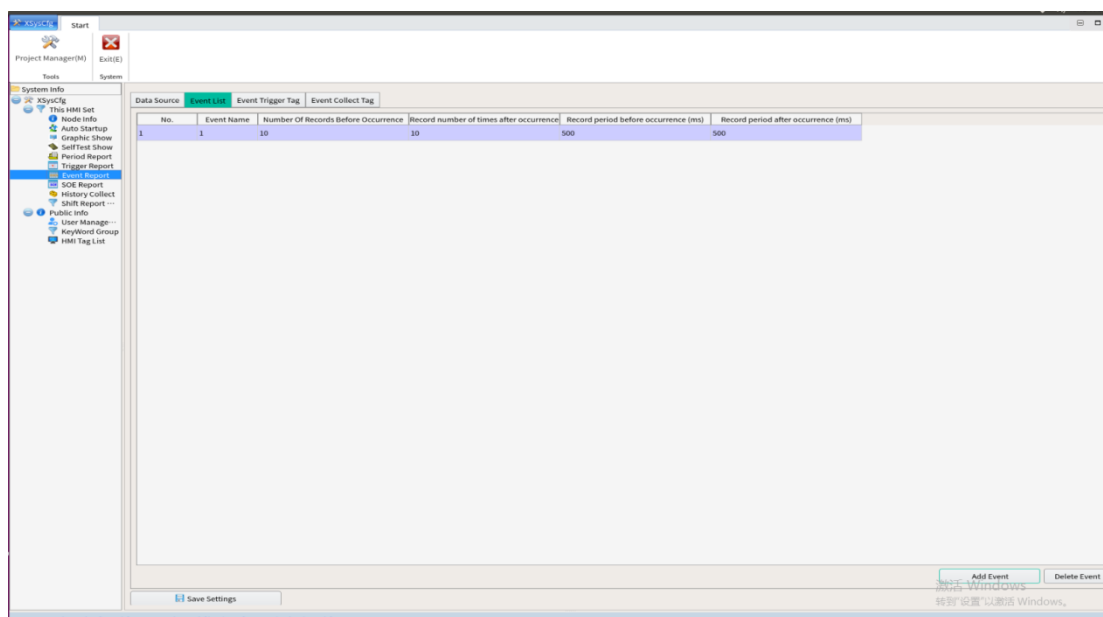 XSysCfg Start
Project Manager(M) Exit(E)
Tools System
System Info
XSysCfg
This HMI Set
Node Info
Auto Startup
Graphic Show
SelfTest Show
Period Report
Trigger Report
Event Report
SOE Report
History Collect
Shift Report ···
Public Info
User Manage···
KeyWord Group
HMI Tag List
Data Source Event List Event Trigger Tag Event Collect Tag
No. Event Name Number Of Records Before Occurrence Record number of times after occurrence Record period before occurrence (ms) Record period after occurrence (ms)
1 1 10 10 500 500
Add Event Delete Event
Save Settings
激活 Windows
转到"设置"以激活 Windows。